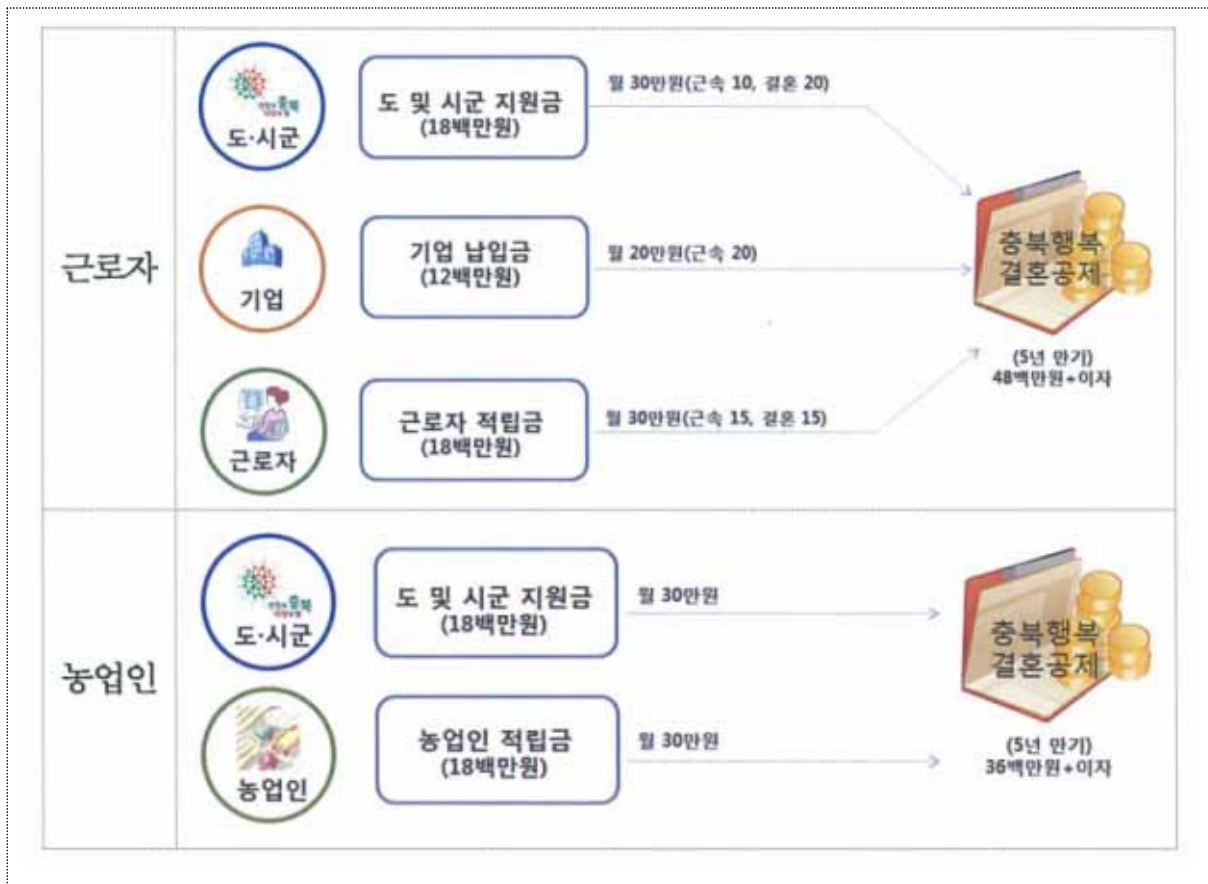 근로자
도·시군
도 및 시군 지원금
(18백만원)
월 30만원(근속 10, 결혼 20)
기업
기업 납입금
(12백만원)
월 20만원(근속 20)
근로자
근로자 적립금
(18백만원)
월 30만원(근속 15, 결혼 15)
충북행복
결혼공제
(5년 만기)
48백만원+이자
농업인
도·시군
도 및 시군 지원금
(18백만원)
월 30만원
농업인
농업인 적립금
(18백만원)
월 30만원
충북행복
결혼공제
(5년 만기)
36백만원+이자